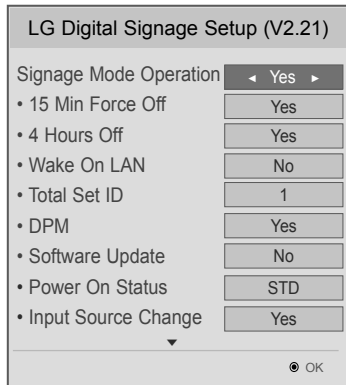 LG Digital Signage Setup (V2.21)
Signage Mode Operation ◄ Yes ►
• 15 Min Force Off Yes
• 4 Hours Off Yes
• Wake On LAN No
• Total Set ID 1
• DPM Yes
• Software Update No
• Power On Status STD
• Input Source Change Yes
▼
◉ OK